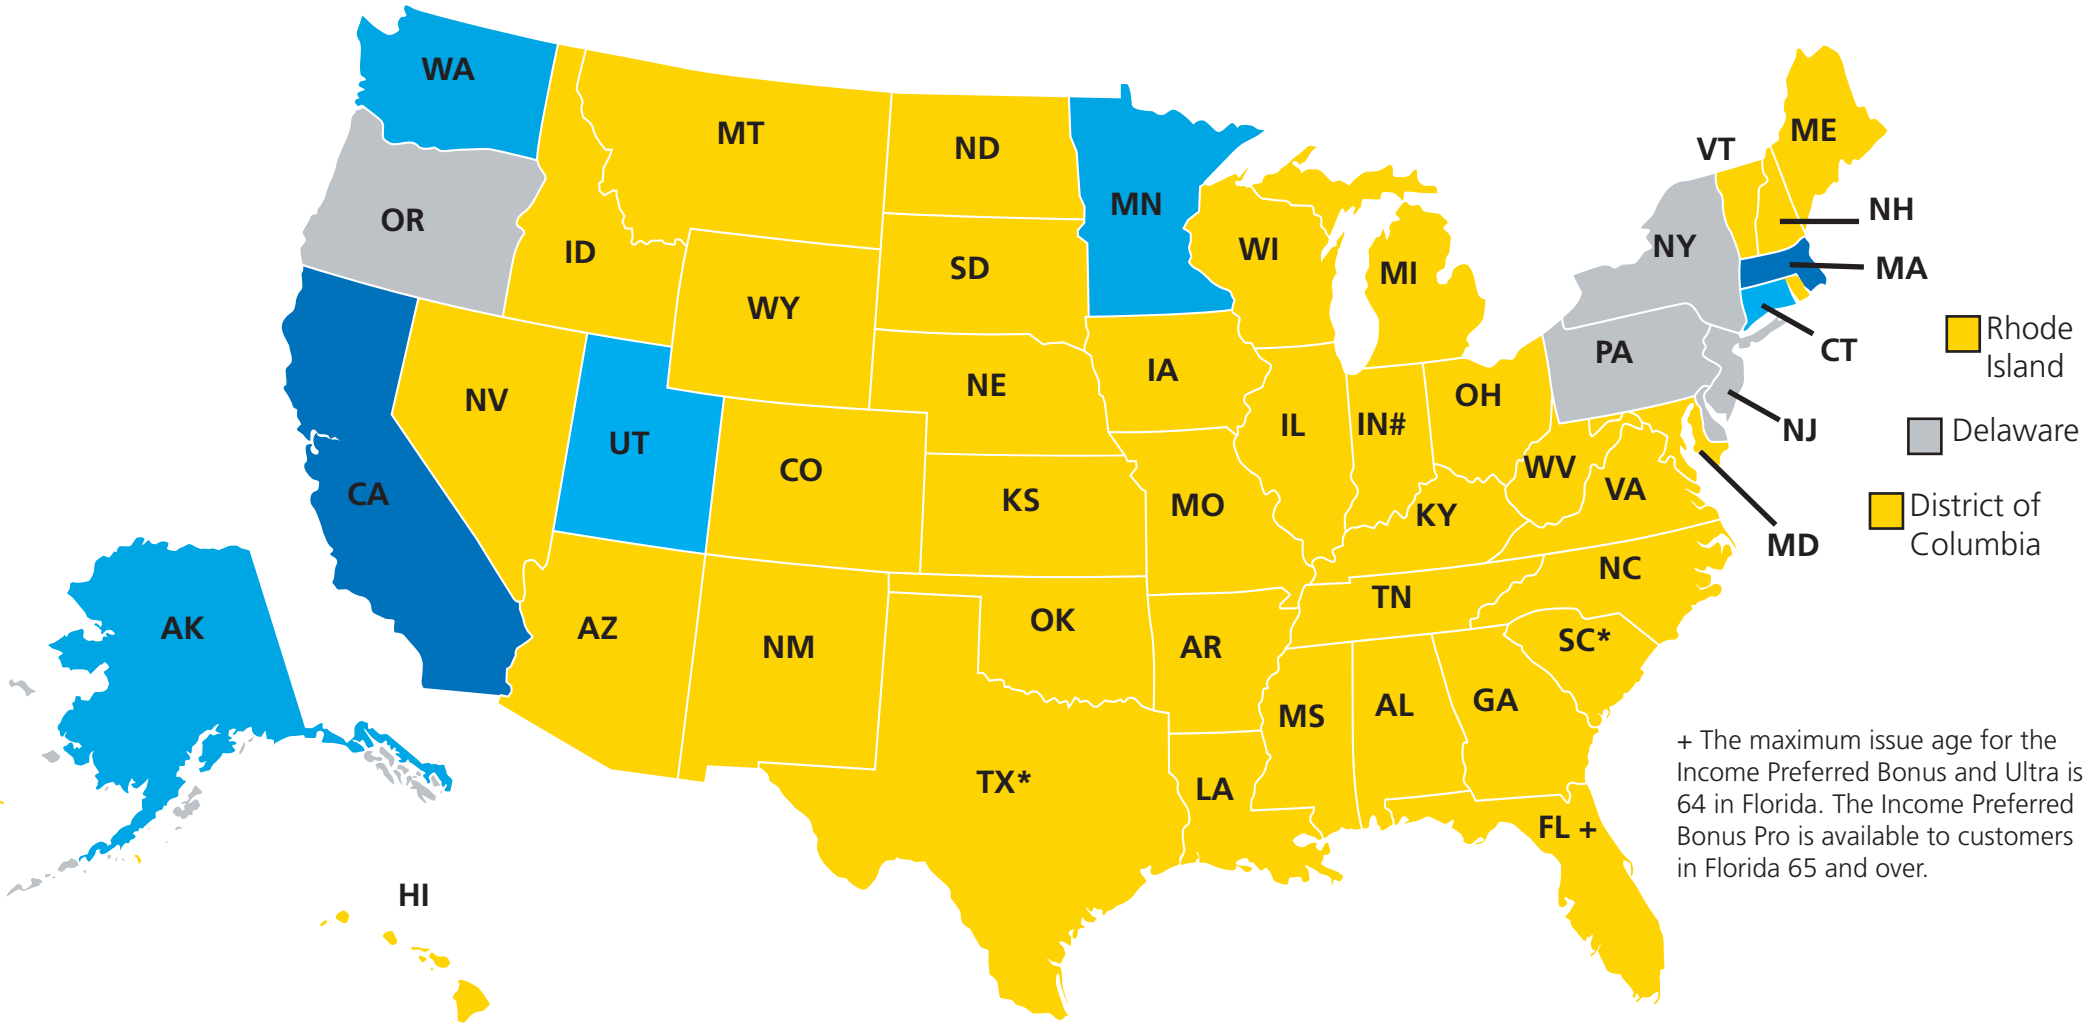 WA
MT
ND
MN
VT
ME
OR
ID
SD
WI
MI
NY
NH
MA
WY
CT
Rhode
Island
NV
NE
IA
PA
UT
CO
IL
IN#
OH
NJ
Delaware
CA
KS
MO
WV
VA
KY
MD
District of
Columbia
AK
AZ
NM
OK
AR
TN
NC
SC*
TX*
LA
MS
AL
GA
FL +
HI
+ The maximum issue age for the
Income Preferred Bonus and Ultra is
64 in Florida. The Income Preferred
Bonus Pro is available to customers
in Florida 65 and over.